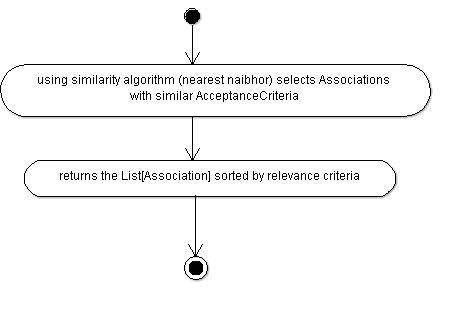 using similarity algorithm (nearest naibhor) selects Associations
with similar AcceptanceCriteria
returns the List[Association] sorted by relevance criteria